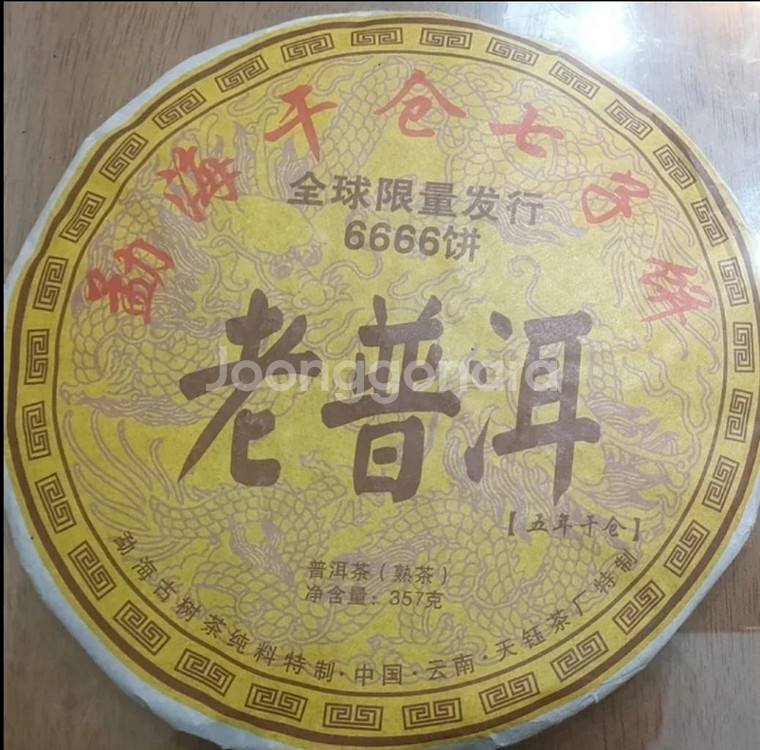 勐海干仓七子饼
全球限量发行
6666饼
老普洱
Joonggonara
【五年干仓】
普洱茶（熟茶）
净含量：357克
勐海古树茶纯料特制·中国·云南·天钰茶厂特制